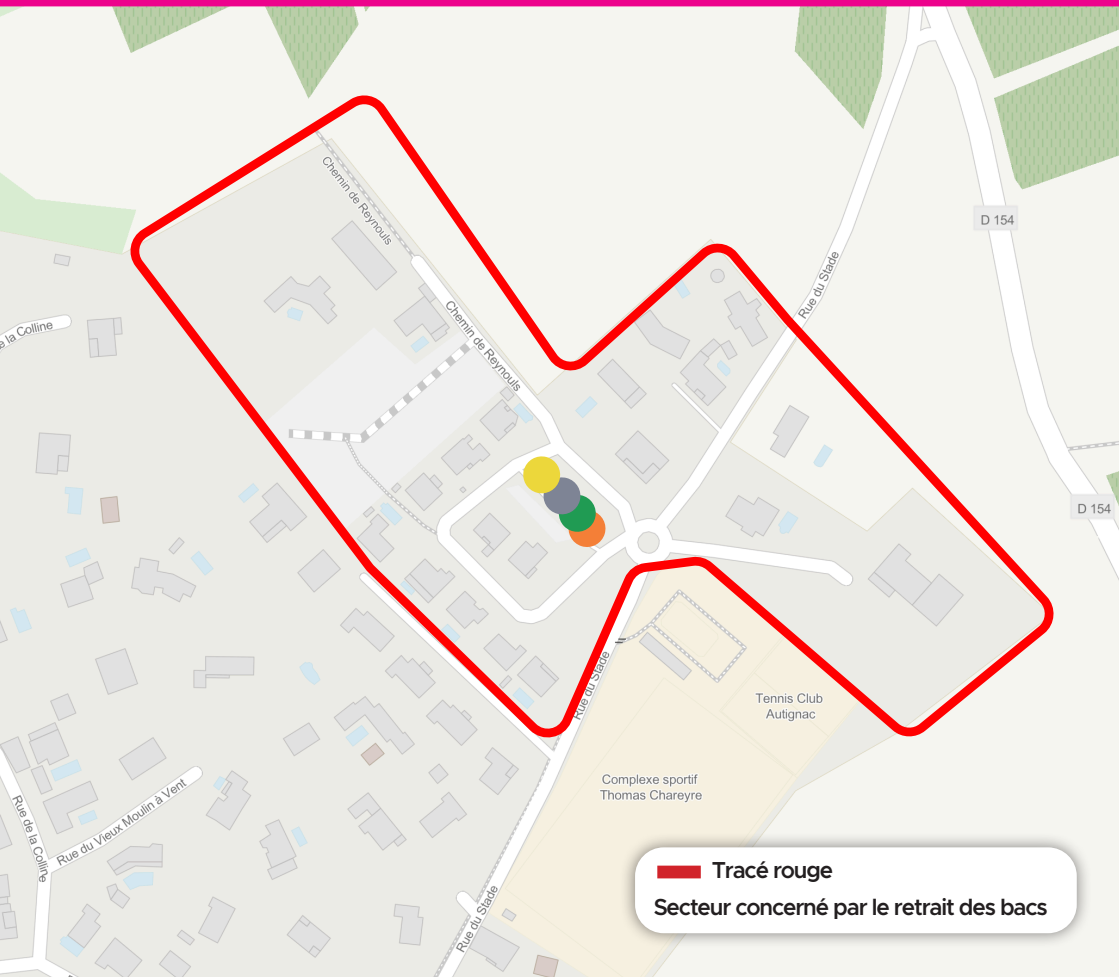 Chemin de Reynouls
D 154
Rue du Stade
e la Colline
Chemin de Reynouls
D 154
Rue du Stade
Tennis Club
Autignac
Complexe sportif
Thomas Chareyre
Rue du Vieux Moulin à Vent
Rue de la Colline
Rue du Stade
Tracé rouge
Secteur concerné par le retrait des bacs